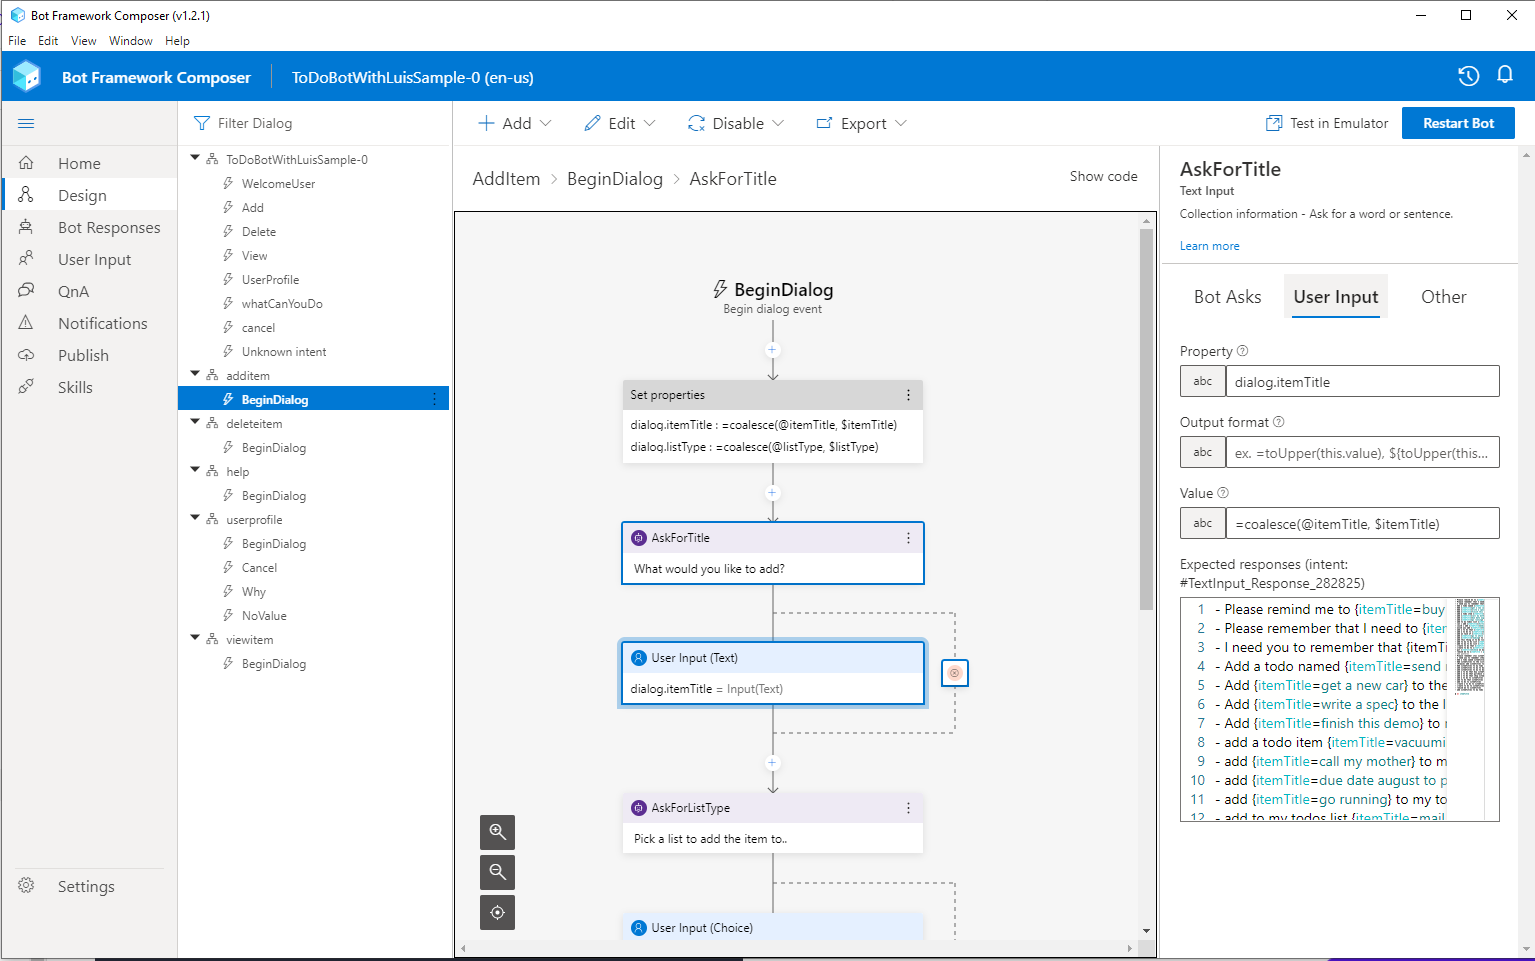 Bot Framework Composer (v1.2.1)
File Edit View Window Help
Bot Framework Composer
ToDoBotWithLuisSample-0 (en-us)
Home
Design
Bot Responses
User Input
QnA
Notifications
Publish
Skills
Settings
Filter Dialog
ToDoBotWithLuisSample-0
WelcomeUser
Add
Delete
View
UserProfile
whatCanYouDo
cancel
Unknown intent
additem
BeginDialog
deleteitem
BeginDialog
help
BeginDialog
userprofile
BeginDialog
Cancel
Why
NoValue
viewitem
BeginDialog
Add Edit Disable Export
Test in Emulator
Restart Bot
AddItem > BeginDialog > AskForTitle
Show code
BeginDialog
Begin dialog event
Set properties
dialog.itemTitle : =coalesce(@itemTitle, $itemTitle)
dialog.listType : =coalesce(@listType, $listType)
AskForTitle
What would you like to add?
User Input (Text)
dialog.itemTitle = Input(Text)
AskForListType
Pick a list to add the item to..
User Input (Choice)
AskForTitle
Text Input
Collection information - Ask for a word or sentence.
Learn more
Bot Asks User Input Other
Property
abc dialog.itemTitle
Output format
abc ex. =toUpper(this.value), ${toUpper(this...
Value
abc =coalesce(@itemTitle, $itemTitle)
Expected responses (intent:
#TextInput_Response_282825)
1 - Please remind me to {itemTitle=buy
2 - Please remember that I need to {iter
3 - I need you to remember that {itemTi
4 - Add a todo named {itemTitle=send
5 - Add {itemTitle=get a new car} to the
6 - Add {itemTitle=write a spec} to the l
7 - Add {itemTitle=finish this demo} to
8 - add a todo item {itemTitle=vacuumi
9 - add {itemTitle=call my mother} to m
10 - add {itemTitle=due date august to p
11 - add {itemTitle=go running} to my to
12 - add to my todos list {itemTitle=mail